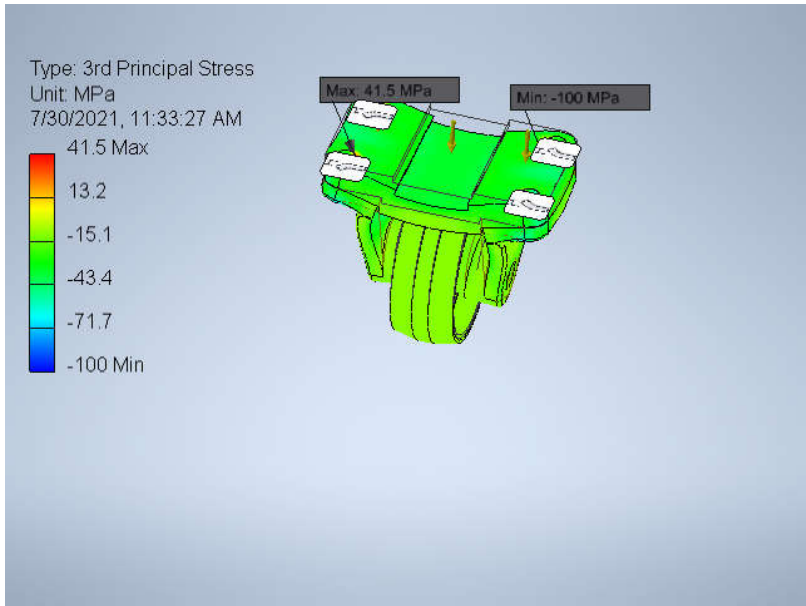 Type: 3rd Principal Stress
Unit: MPa
7/30/2021, 11:33:27 AM
41.5 Max
13.2
-15.1
-43.4
-71.7
-100 Min
Max: 41.5 MPa
Min: -100 MPa